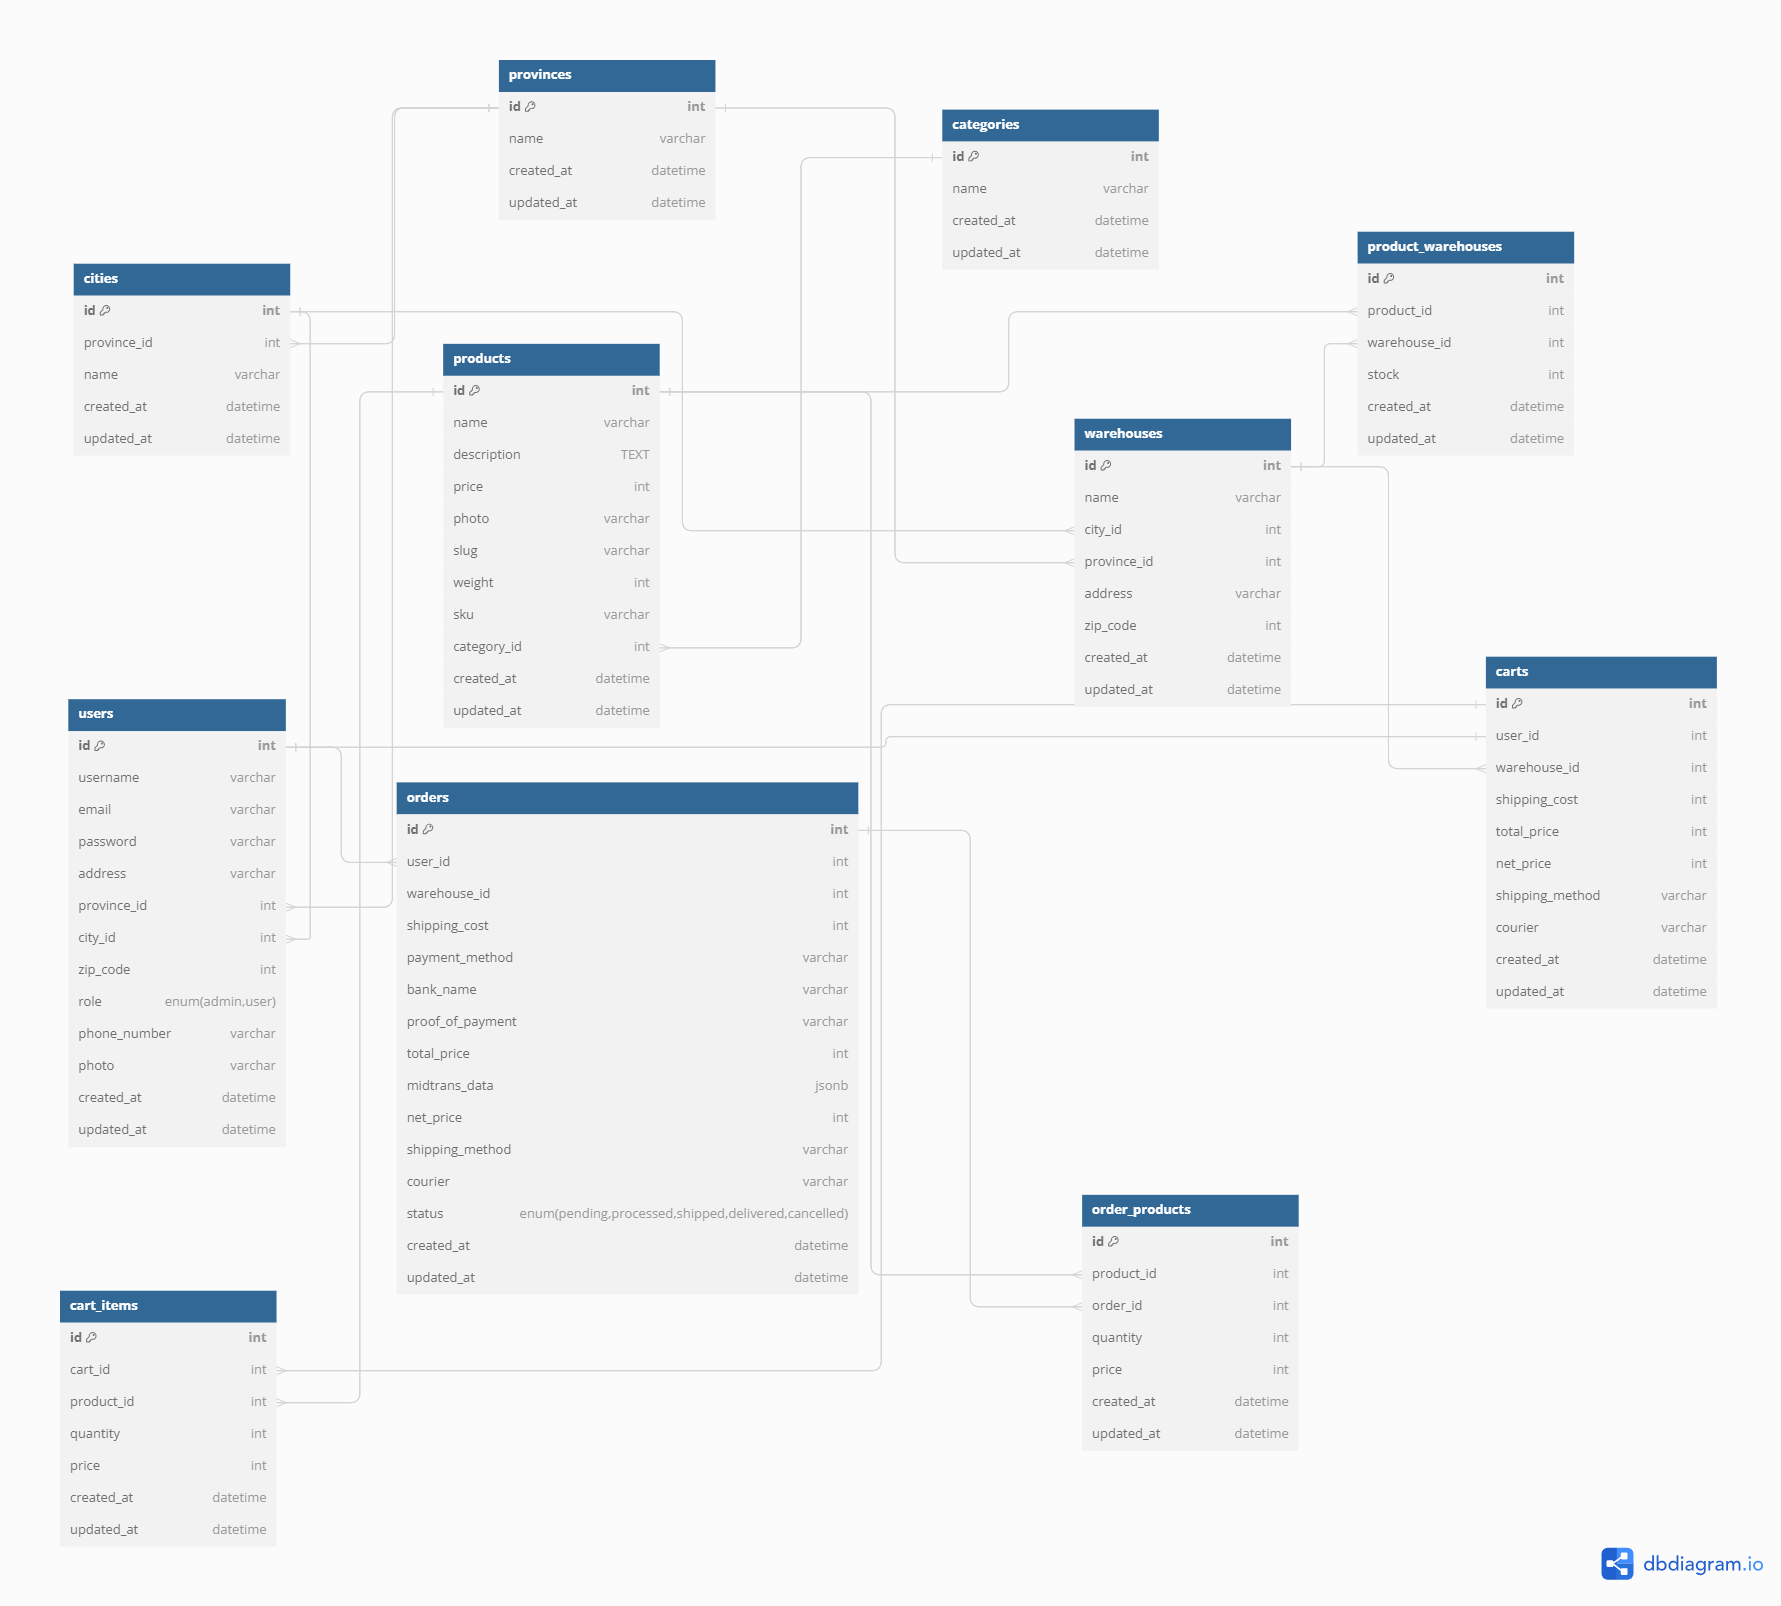 provinces
id int
name varchar
created_at datetime
updated_at datetime
categories
id int
name varchar
created_at datetime
updated_at datetime
product_warehouses
id int
product_id int
warehouse_id int
stock int
created_at datetime
updated_at datetime
cities
id int
province_id int
name varchar
created_at datetime
updated_at datetime
products
id int
name varchar
description TEXT
price int
photo varchar
slug varchar
weight int
sku varchar
category_id int
created_at datetime
updated_at datetime
warehouses
id int
name varchar
city_id int
province_id int
address varchar
zip_code int
created_at datetime
updated_at datetime
carts
id int
user_id int
warehouse_id int
shipping_cost int
total_price int
net_price int
shipping_method varchar
courier varchar
created_at datetime
updated_at datetime
users
id int
username varchar
email varchar
password varchar
address varchar
province_id int
city_id int
zip_code int
role enum(admin,user)
phone_number varchar
photo varchar
created_at datetime
updated_at datetime
orders
id int
user_id int
warehouse_id int
shipping_cost int
payment_method varchar
bank_name varchar
proof_of_payment varchar
total_price int
midtrans_data jsonb
net_price int
shipping_method varchar
courier varchar
status enum(pending,processed,shipped,delivered,cancelled)
created_at datetime
updated_at datetime
order_products
id int
product_id int
order_id int
quantity int
price int
created_at datetime
updated_at datetime
cart_items
id int
cart_id int
product_id int
quantity int
price int
created_at datetime
updated_at datetime
dbdiagram.io